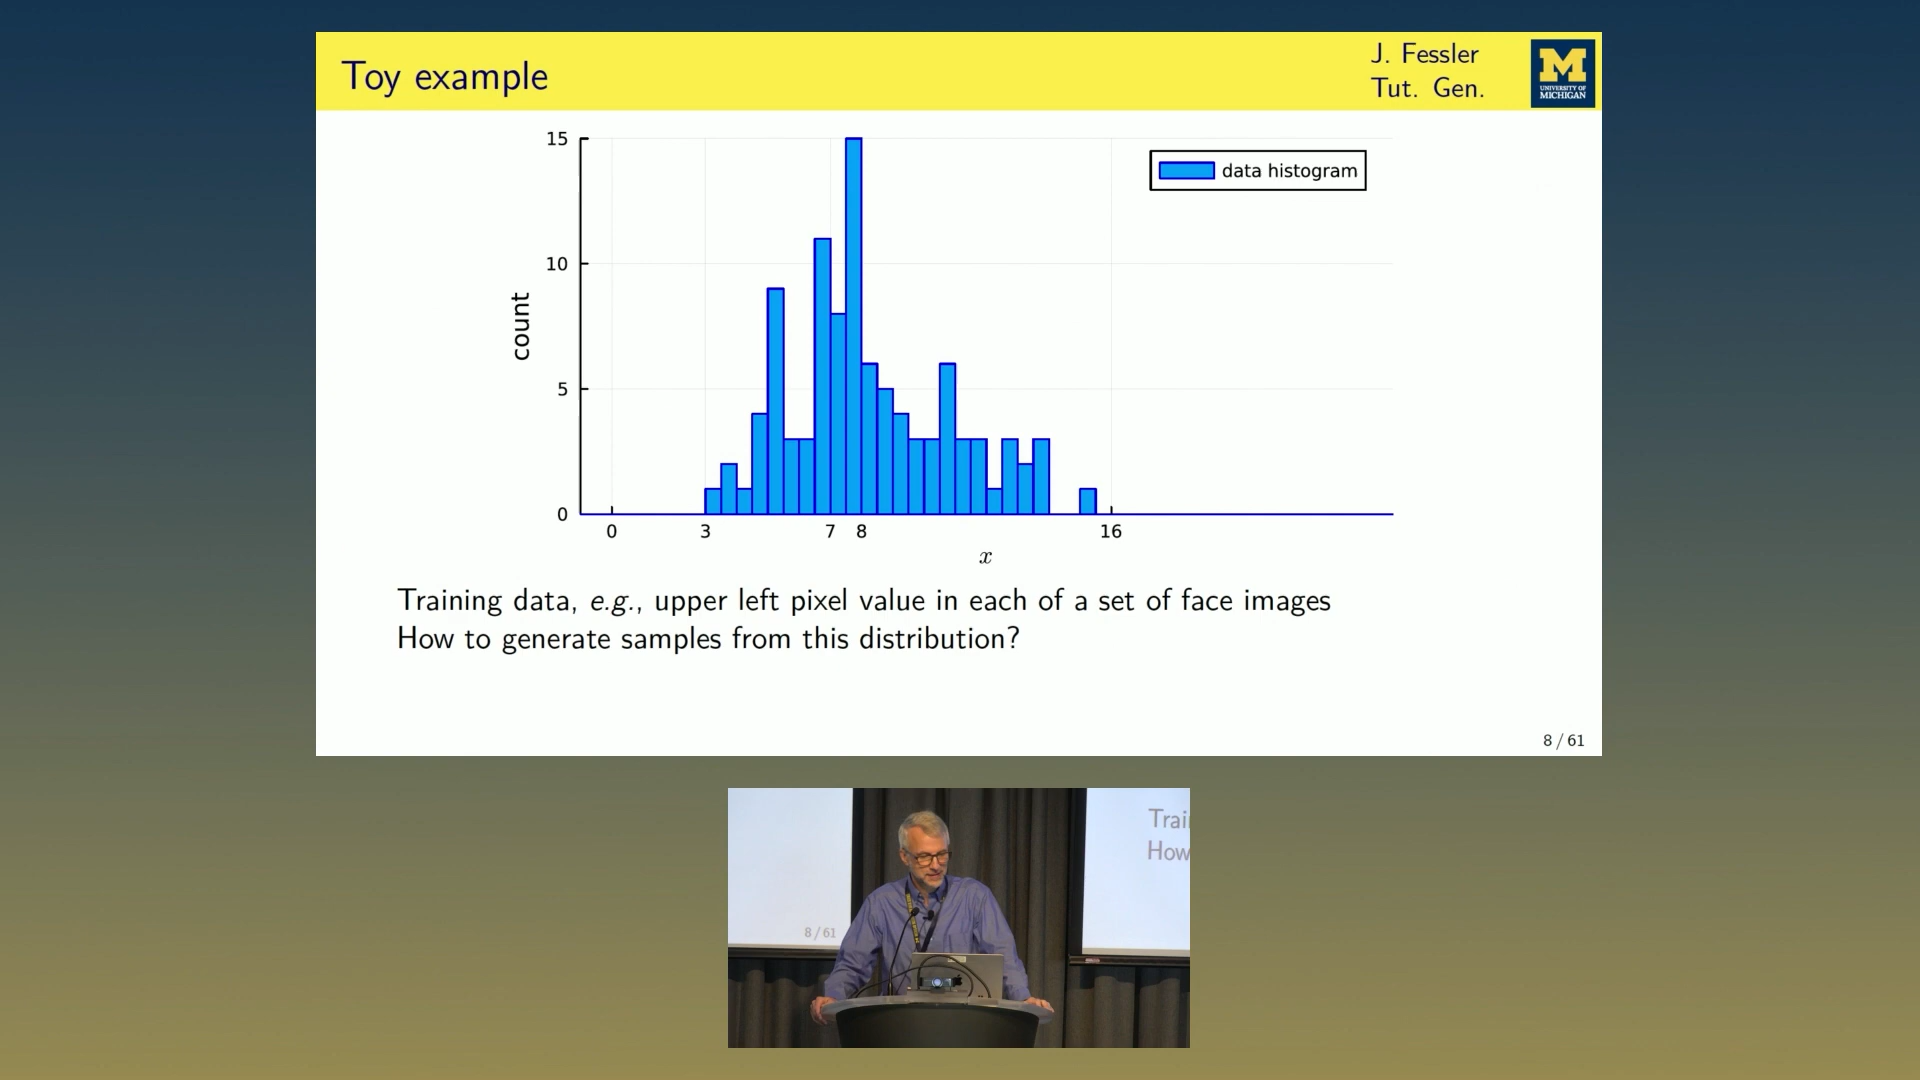 Toy example
J. Fessler
Tut. Gen.
M
UNIVERSITY OF
MICHIGAN
15
10
5
0
count
data histogram
0 3 7 8 16
x
Training data, e.g., upper left pixel value in each of a set of face images
How to generate samples from this distribution?
8 / 61
Trai
How
8 / 61